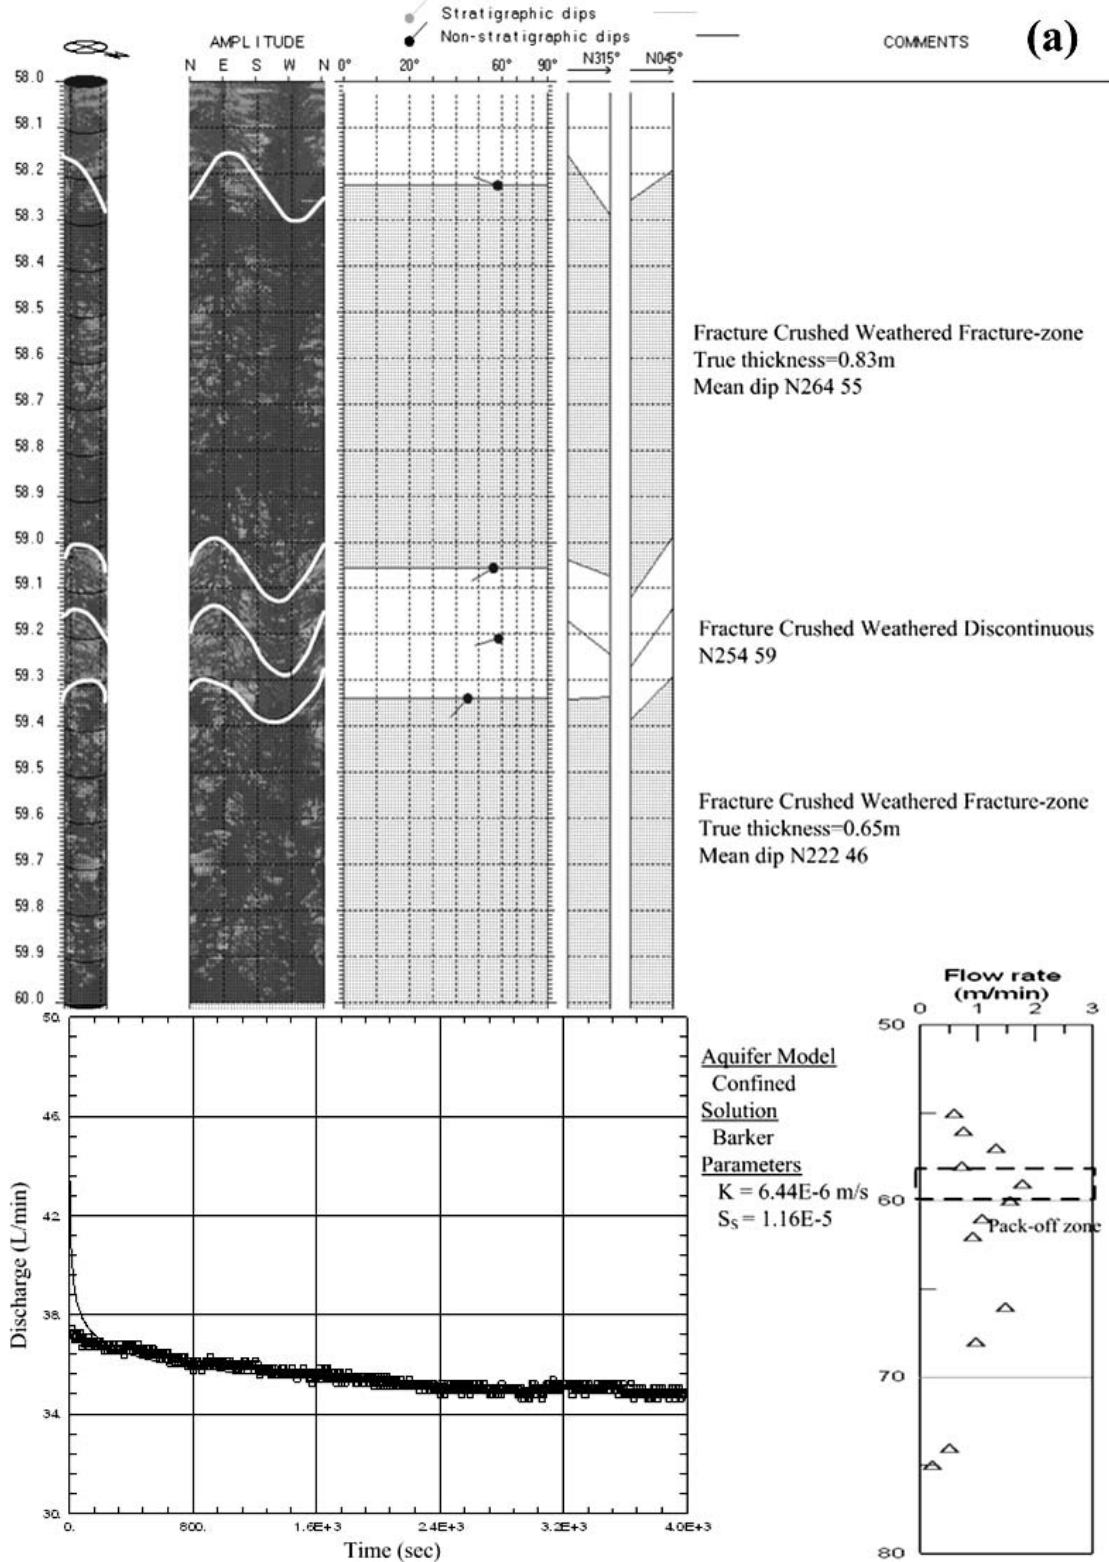 Stratigraphic dips
Non-stratigraphic dips
(a)
AMPLITUDE
COMMENTS
N E S W N 0° 20° 60° 90° N315° N045°
58.0
58.1
58.2
58.3
58.4
58.5
58.6
58.7
58.8
58.9
59.0
59.1
59.2
59.3
59.4
59.5
59.6
59.7
59.8
59.9
60.0
Fracture Crushed Weathered Fracture-zone
True thickness=0.83m
Mean dip N264 55
Fracture Crushed Weathered Discontinuous
N254 59
Fracture Crushed Weathered Fracture-zone
True thickness=0.65m
Mean dip N222 46
50.
46.
42.
38.
34.
30.
Discharge (L/min)
0. 800. 1.6E+3 2.4E+3 3.2E+3 4.0E+3
Time (sec)
Aquifer Model
Confined
Solution
Barker
Parameters
K = 6.44E-6 m/s
SS = 1.16E-5
Flow rate
(m/min)
0 1 2 3
50
60
70
80
Pack-off zone